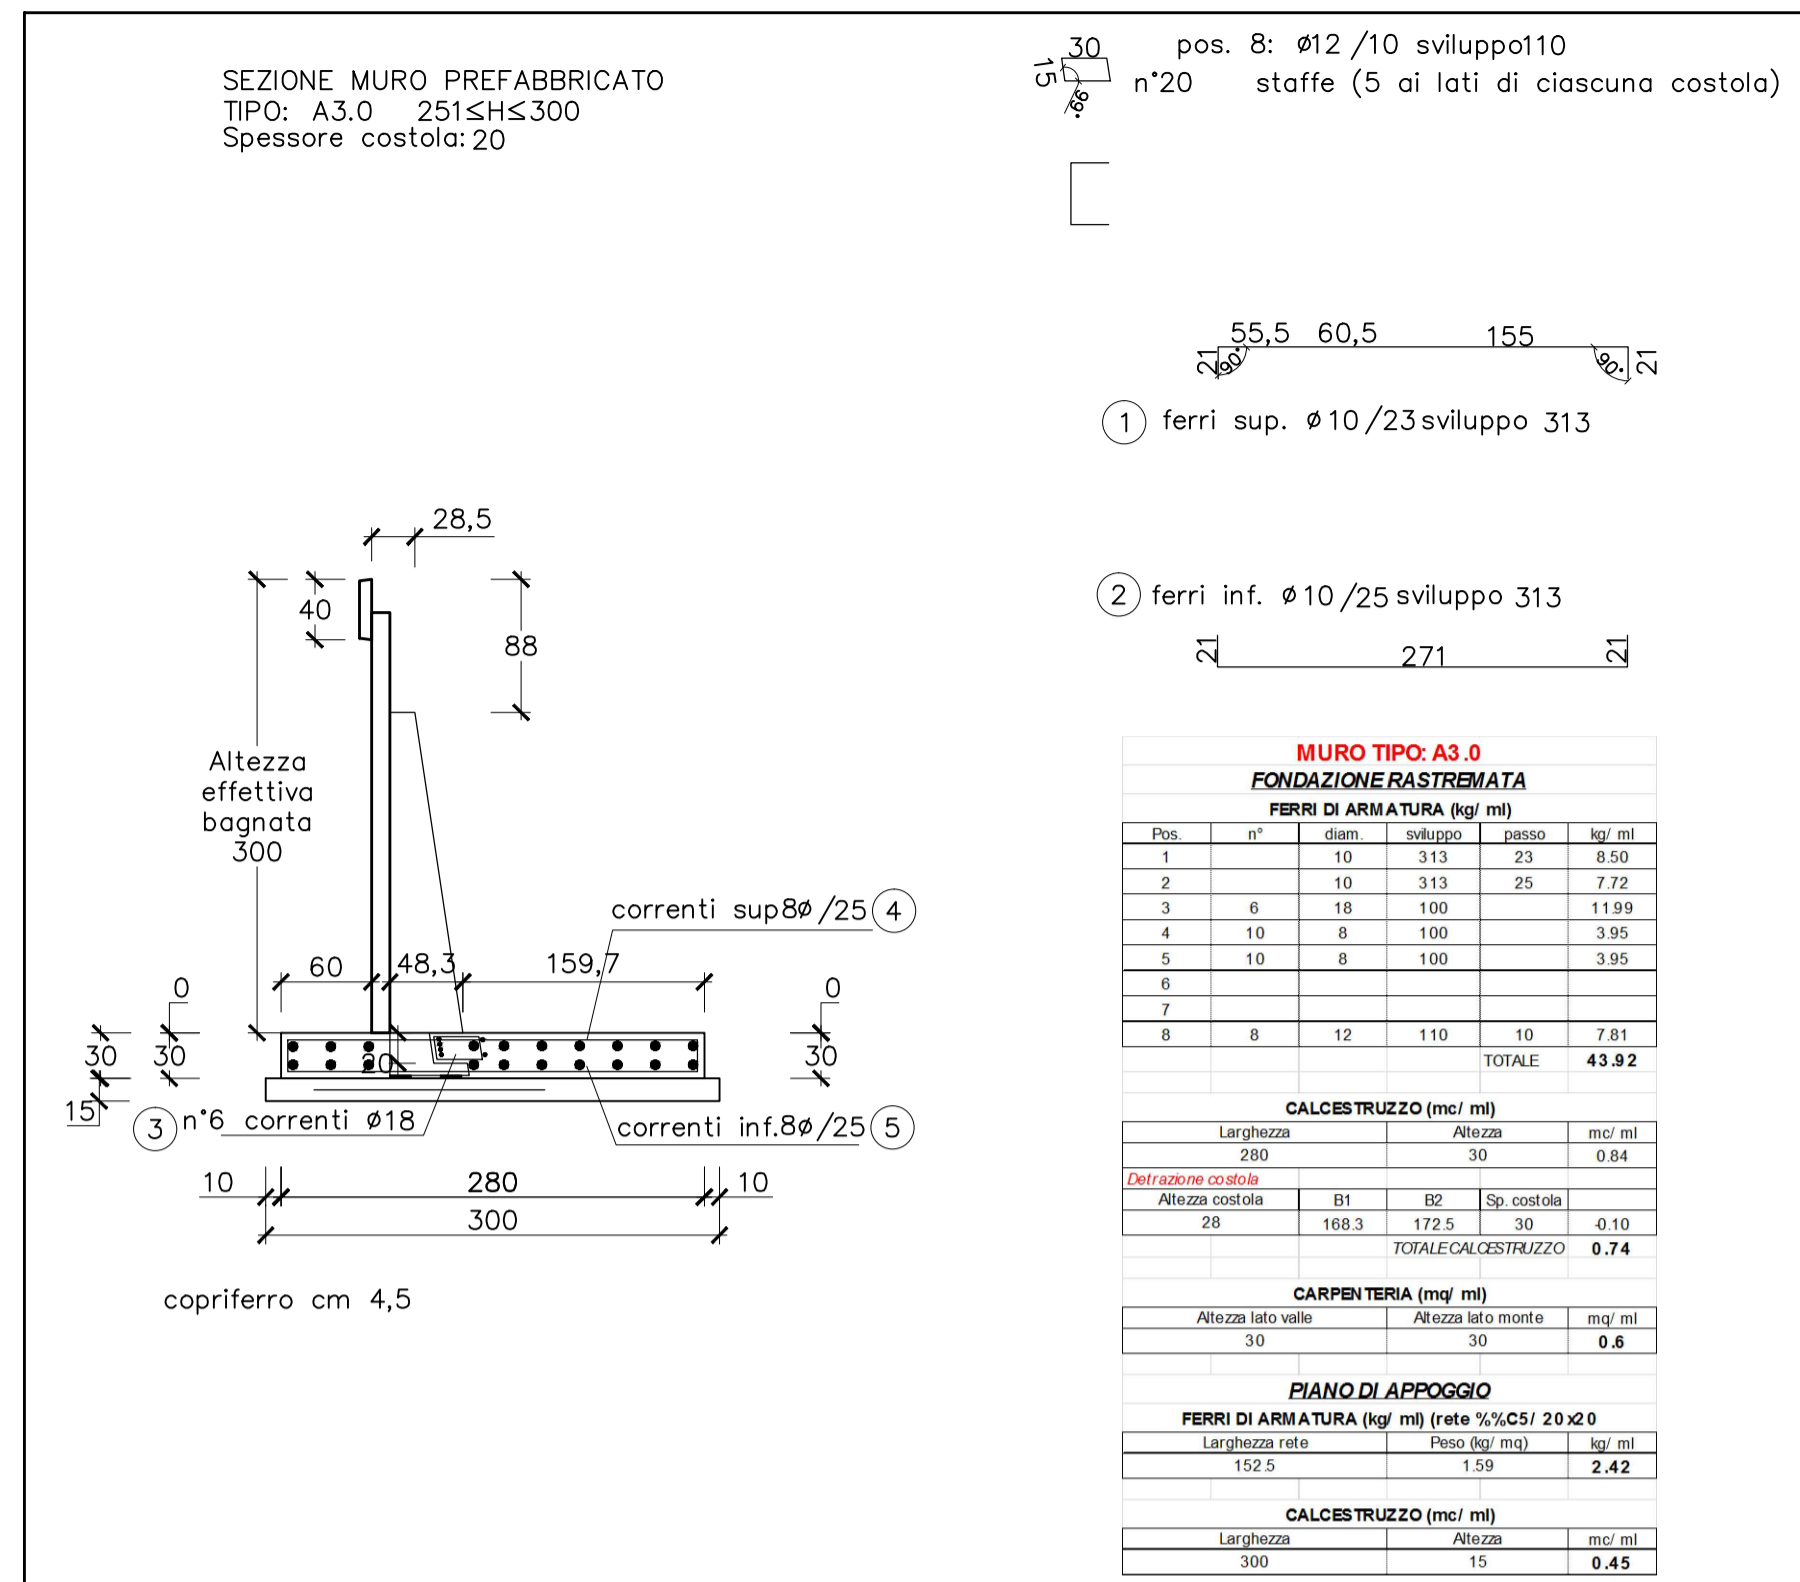 SEZIONE MURO PREFABBRICATO
TIPO: A3.0 251≤H≤300
Spessore costola: 20
30
15
99°
pos. 8: ø12 /10 sviluppo110
n°20 staffe (5 ai lati di ciascuna costola)
55,5 60,5 155
21 90° 90° 21
1 ferri sup. ø10/23 sviluppo 313
2 ferri inf. ø10/25 sviluppo 313
21 271 21
28,5
40
88
Altezza
effettiva
bagnata
300
correnti sup8ø/25 4
60 48,3 159,7
0 0
30 30 20 30
15
3 n°6 correnti ø18
correnti inf.8ø/25 5
10 280 10
300
copriferro cm 4,5
MURO TIPO: A3.0
FONDAZIONE RASTREMATA
FERRI DI ARMATURA (kg/ ml)
Pos. n° diam. sviluppo passo kg/ ml
1 10 313 23 8.50
2 10 313 25 7.72
3 6 18 100 11.99
4 10 8 100 3.95
5 10 8 100 3.95
6
7
8 8 12 110 10 7.81
TOTALE 43.92
CALCESTRUZZO (mc/ ml)
Larghezza Altezza mc/ ml
280 30 0.84
Detrazione costola
Altezza costola B1 B2 Sp. costola
28 168.3 172.5 30 -0.10
TOTALE CALCESTRUZZO 0.74
CARPENTERIA (mq/ ml)
Altezza lato valle Altezza lato monte mq/ ml
30 30 0.6
PIANO DI APPOGGIO
FERRI DI ARMATURA (kg/ ml) (rete %%C5/ 20x20
Larghezza rete Peso (kg/ mq) kg/ ml
152.5 1.59 2.42
CALCESTRUZZO (mc/ ml)
Larghezza Altezza mc/ ml
300 15 0.45